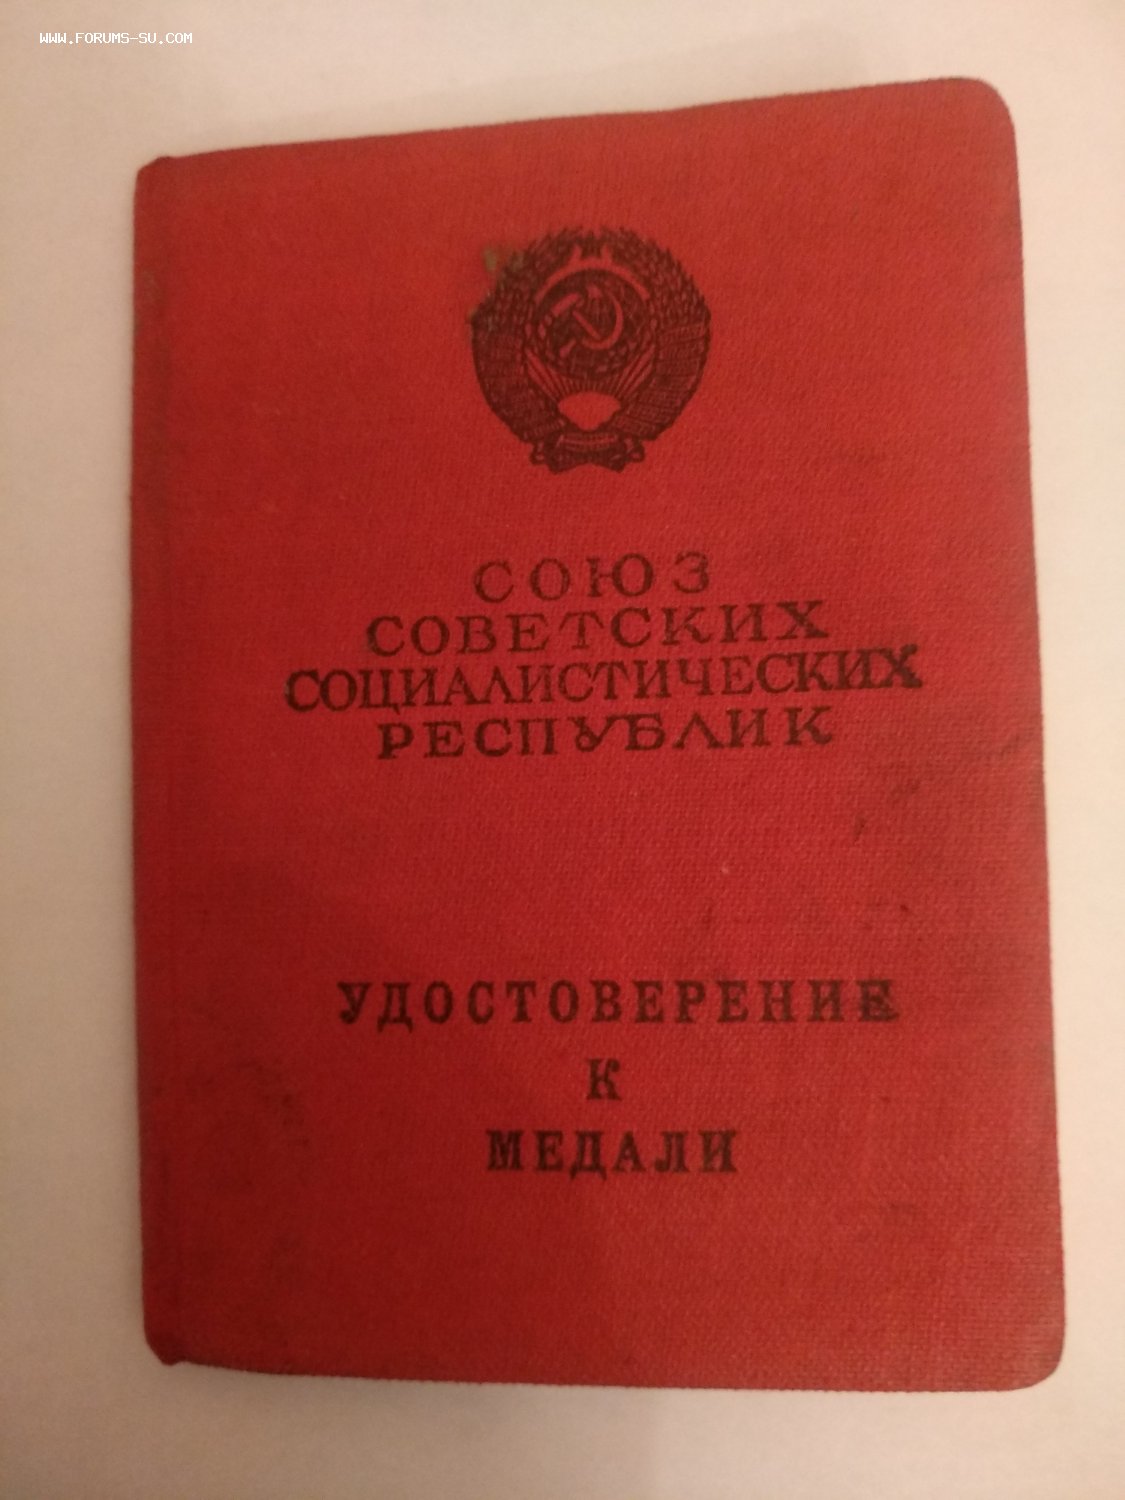 WWW.FORUMS-SU.COM
СОЮЗ
СОВЕТСКИХ
СОЦИАЛИСТИЧЕСКИХ
РЕСПУБЛИК
УДОСТОВЕРЕНИЕ
К
МЕДАЛИ